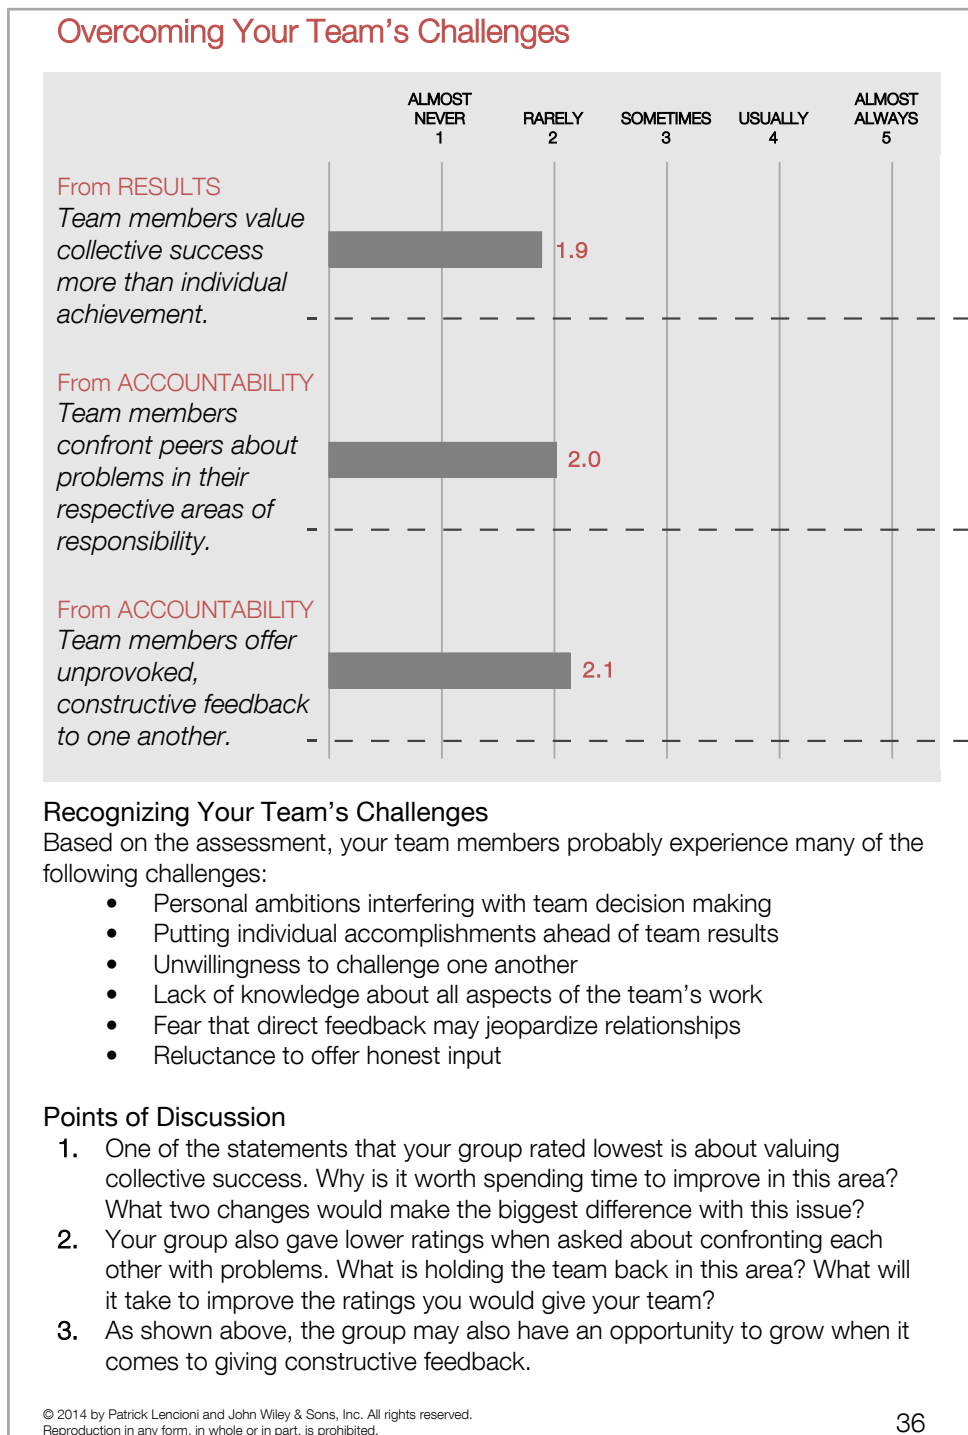 Overcoming Your Team's Challenges
ALMOST NEVER 1
RARELY 2
SOMETIMES 3
USUALLY 4
ALMOST ALWAYS 5
From RESULTS
Team members value
collective success
more than individual
achievement.
1.9
From ACCOUNTABILITY
Team members
confront peers about
problems in their
respective areas of
responsibility.
2.0
From ACCOUNTABILITY
Team members offer
unprovoked,
constructive feedback
to one another.
2.1
Recognizing Your Team's Challenges
Based on the assessment, your team members probably experience many of the
following challenges:
• Personal ambitions interfering with team decision making
• Putting individual accomplishments ahead of team results
• Unwillingness to challenge one another
• Lack of knowledge about all aspects of the team's work
• Fear that direct feedback may jeopardize relationships
• Reluctance to offer honest input
Points of Discussion
1. One of the statements that your group rated lowest is about valuing
collective success. Why is it worth spending time to improve in this area?
What two changes would make the biggest difference with this issue?
2. Your group also gave lower ratings when asked about confronting each
other with problems. What is holding the team back in this area? What will
it take to improve the ratings you would give your team?
3. As shown above, the group may also have an opportunity to grow when it
comes to giving constructive feedback.
© 2014 by Patrick Lencioni and John Wiley & Sons, Inc. All rights reserved.
Reproduction in any form, in whole or in part, is prohibited.
36